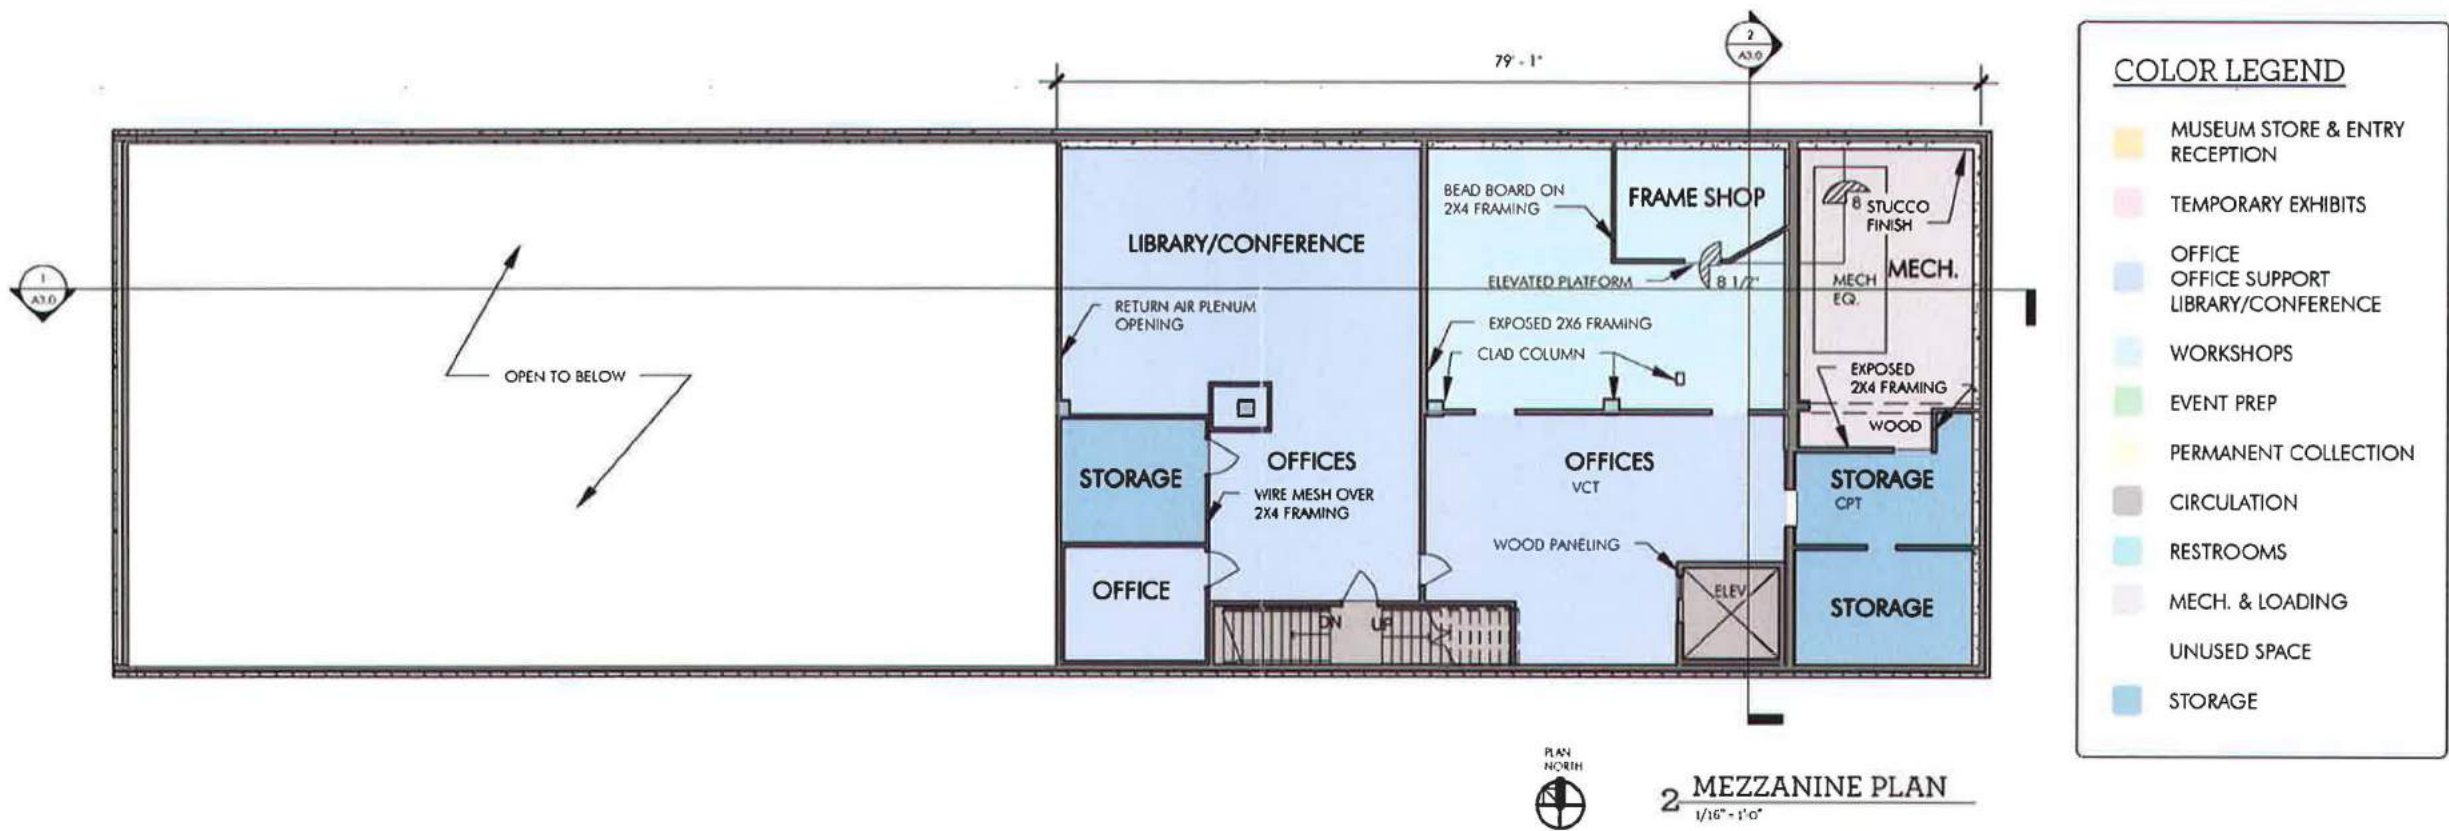 2
A3.0
79' - 1"
1
A3.0
OPEN TO BELOW
LIBRARY/CONFERENCE
RETURN AIR PLENUM
OPENING
STORAGE
OFFICE
OFFICES
WIRE MESH OVER
2X4 FRAMING
DN
UP
BEAD BOARD ON
2X4 FRAMING
FRAME SHOP
ELEVATED PLATFORM
8 1/2"
EXPOSED 2X6 FRAMING
CLAD COLUMN
OFFICES
VCT
WOOD PANELING
ELEV
8
STUCCO
FINISH
MECH.
MECH
EQ.
EXPOSED
2X4 FRAMING
WOOD
STORAGE
CPT
STORAGE
PLAN
NORTH
2 MEZZANINE PLAN
1/16" = 1'-0"
COLOR LEGEND
MUSEUM STORE & ENTRY
RECEPTION
TEMPORARY EXHIBITS
OFFICE
OFFICE SUPPORT
LIBRARY/CONFERENCE
WORKSHOPS
EVENT PREP
PERMANENT COLLECTION
CIRCULATION
RESTROOMS
MECH. & LOADING
UNUSED SPACE
STORAGE